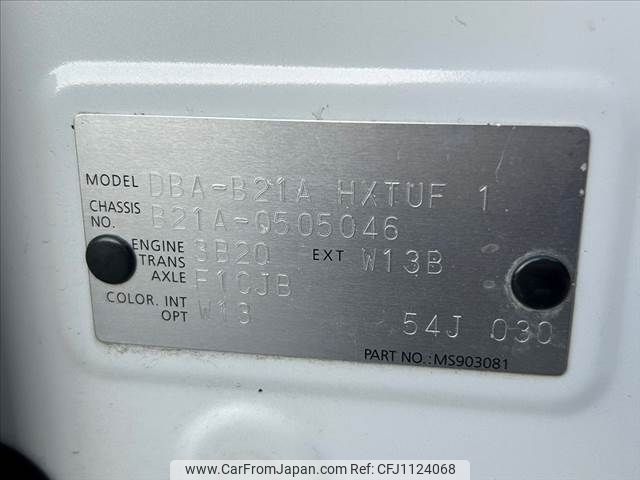 MODEL DBA-B21A HXTUF 1
CHASSIS NO. B21A-0505046
ENGINE 3B20 EXT W13B
TRANS AXLE F1CJB
COLOR. INT W13
OPT 54J 030
PART NO.:MS903081
www.CarFromJapan.com | CFJ1124068